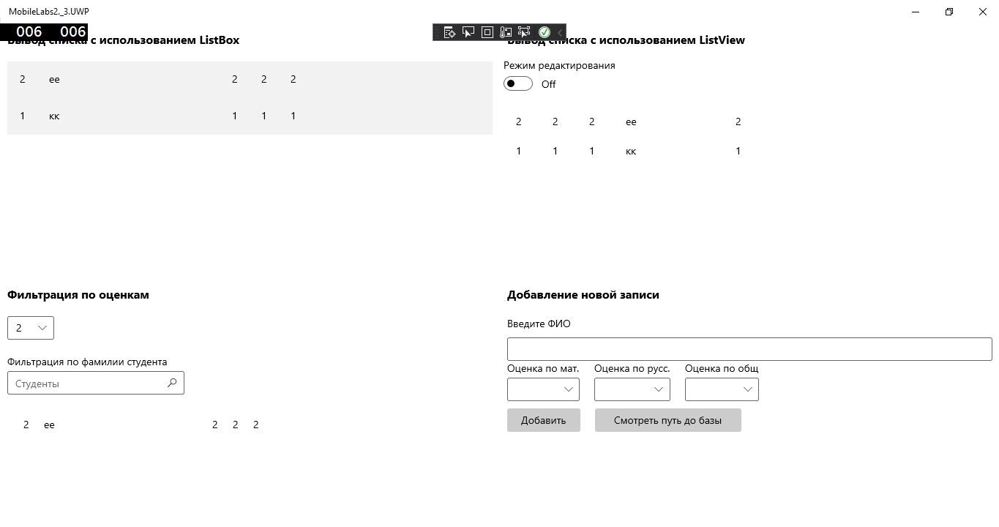 MobileLabs2._3.UWP
006 006
Вывод списка с использованием ListBox
2 ее 2 2 2
1 кк 1 1 1
Вывод списка с использованием ListView
Режим редактирования
Off
2 2 2 ее 2
1 1 1 кк 1
Фильтрация по оценкам
2
Фильтрация по фамилии студента
Студенты
2 ее 2 2 2
Добавление новой записи
Введите ФИО
Оценка по мат. Оценка по русс. Оценка по общ
Добавить Смотреть путь до базы